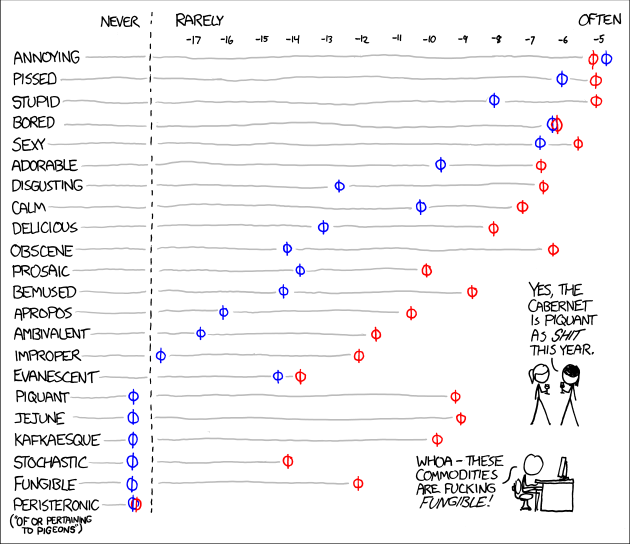 NEVER RARELY OFTEN
-17 -16 -15 -14 -13 -12 -11 -10 -9 -8 -7 -6 -5
ANNOYING
PISSED
STUPID
BORED
SEXY
ADORABLE
DISGUSTING
CALM
DELICIOUS
OBSCENE
PROSAIC
BEMUSED
APROPOS
AMBIVALENT
IMPROPER
EVANESCENT
PIQUANT
JEJUNE
KAFKAESQUE
STOCHASTIC
FUNGIBLE
PERISTERONIC
("OF OR PERTAINING
TO PIGEONS")
YES, THE
CABERNET
IS PIQUANT
AS SHIT
THIS YEAR.
WHOA-THESE
COMMODITIES
ARE FUCKING
FUNGIBLE!